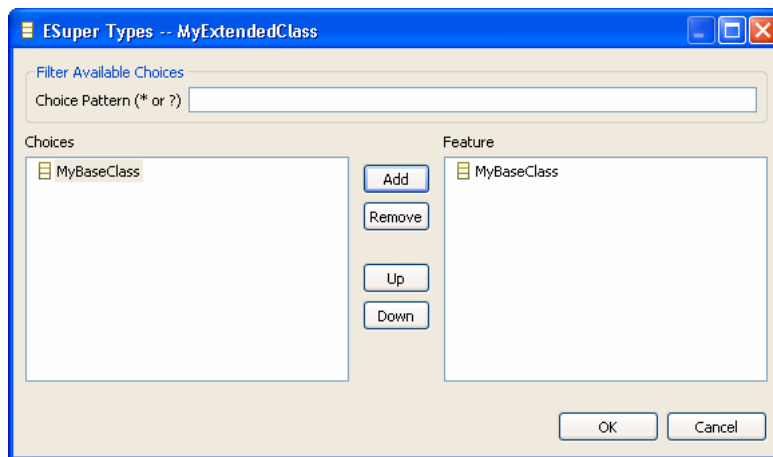 ESuper Types -- MyExtendedClass
Filter Available Choices
Choice Pattern (* or ?)
Choices
Feature
MyBaseClass
MyBaseClass
Add
Remove
Up
Down
OK
Cancel